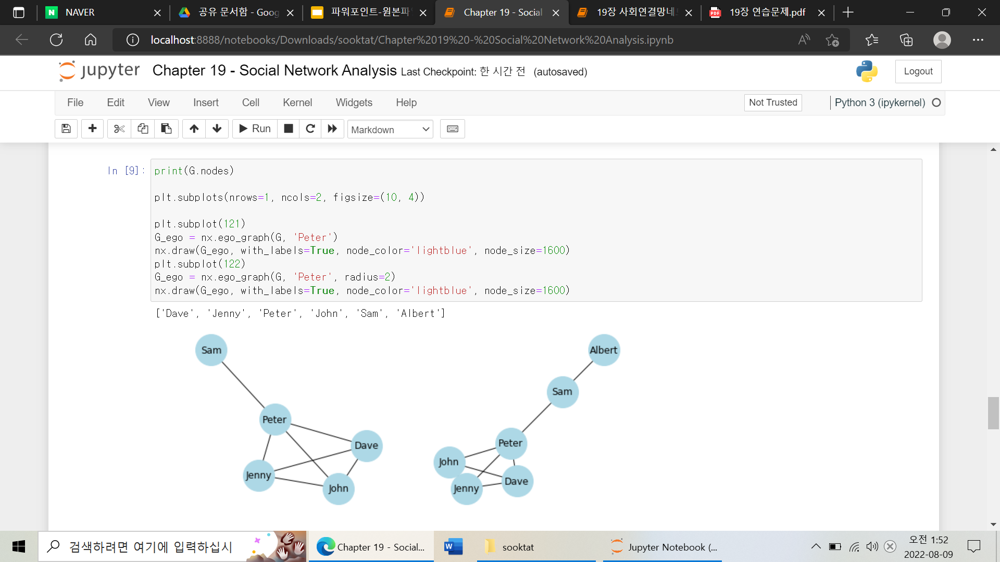 NAVER
공유 문서함 - Goog
파워포인트-원본파
Chapter 19 - Social
19장 사회연결망네
19장 연습문제.pdf
localhost:8888/notebooks/Downloads/sooktat/Chapter%2019%20-%20Social%20Network%20Analysis.ipynb
jupyter Chapter 19 - Social Network Analysis Last Checkpoint: 한 시간 전 (autosaved)
Logout
File Edit View Insert Cell Kernel Widgets Help
Not Trusted
Python 3 (ipykernel)
Run
Markdown
In [9]:
print(G.nodes)
plt.subplots(nrows=1, ncols=2, figsize=(10, 4))
plt.subplot(121)
G_ego = nx.ego_graph(G, 'Peter')
nx.draw(G_ego, with_labels=True, node_color='lightblue', node_size=1600)
plt.subplot(122)
G_ego = nx.ego_graph(G, 'Peter', radius=2)
nx.draw(G_ego, with_labels=True, node_color='lightblue', node_size=1600)
['Dave', 'Jenny', 'Peter', 'John', 'Sam', 'Albert']
Sam
Peter
Dave
Jenny
John
Albert
Sam
Peter
John
Dave
Jenny
검색하려면 여기에 입력하십시
Chapter 19 - Social...
sooktat
Jupyter Notebook (...
오전 1:52
2022-08-09